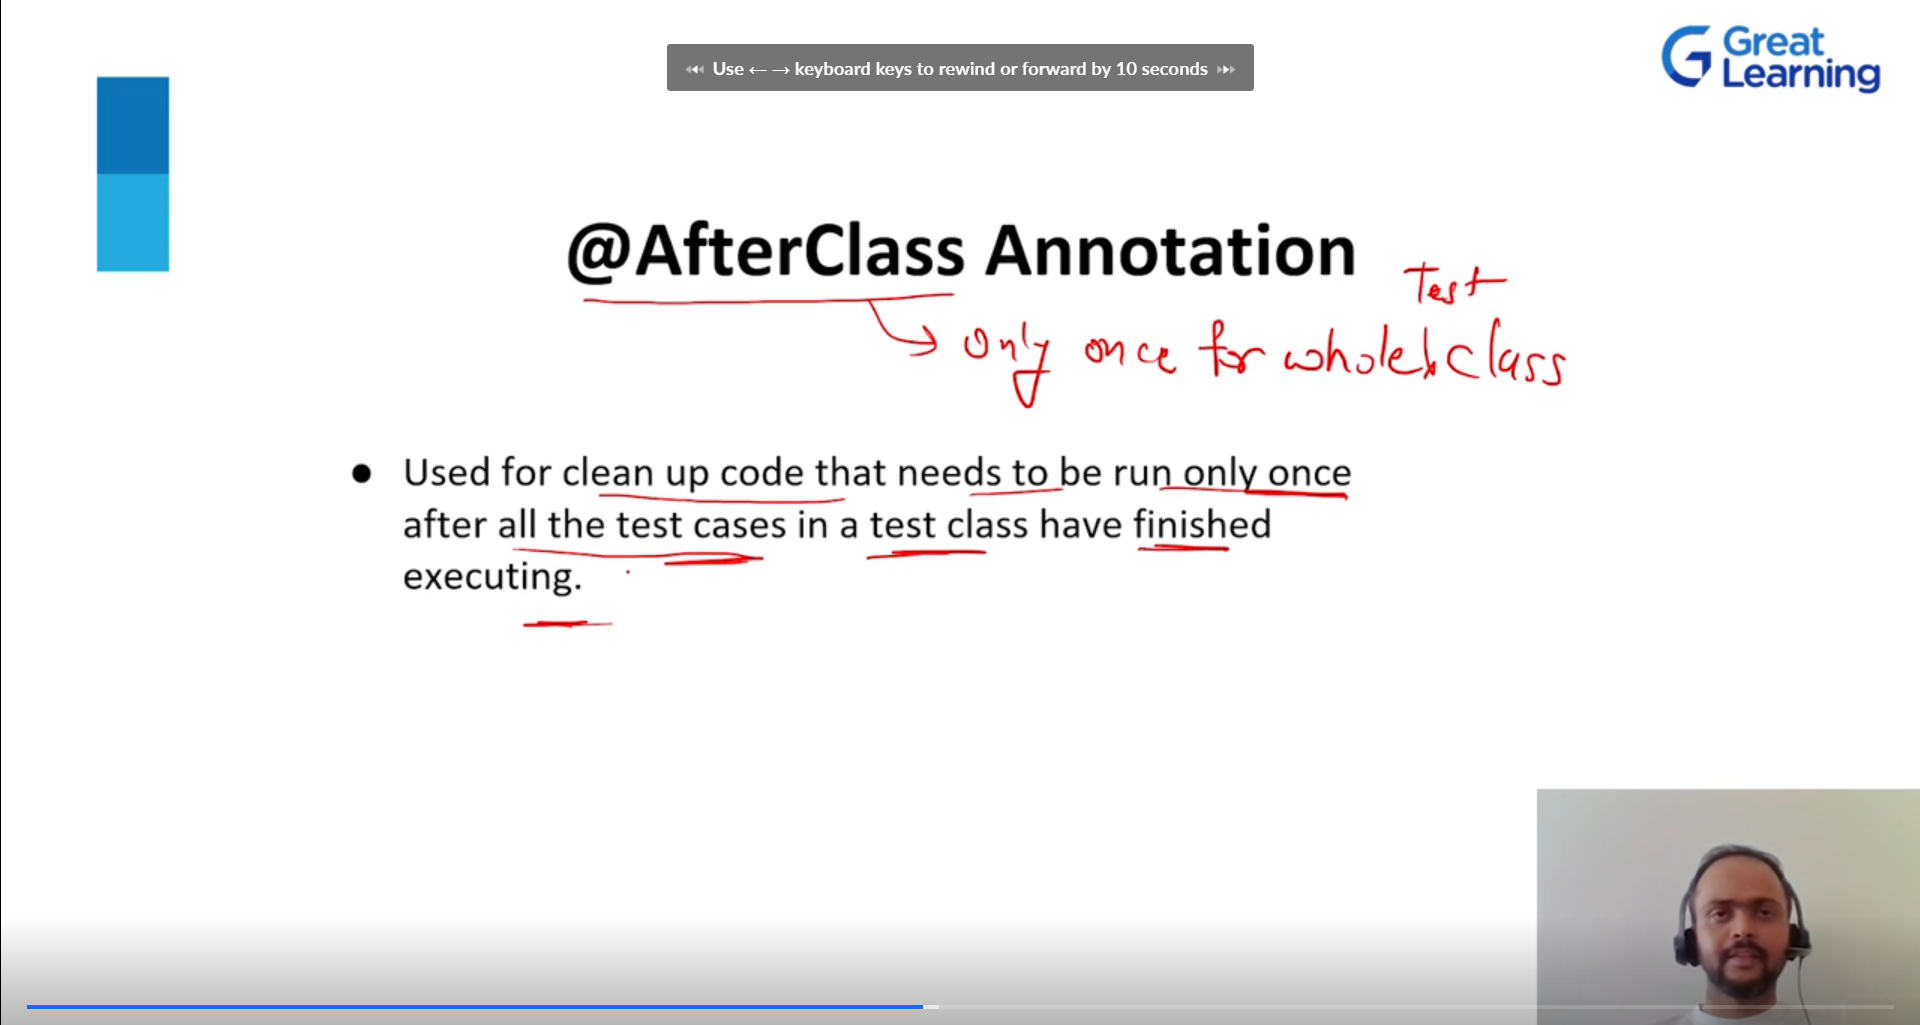 Great
Learning
Use ← → keyboard keys to rewind or forward by 10 seconds
@AfterClass Annotation
Test
Only once for whole class
● Used for clean up code that needs to be run only once
after all the test cases in a test class have finished
executing.